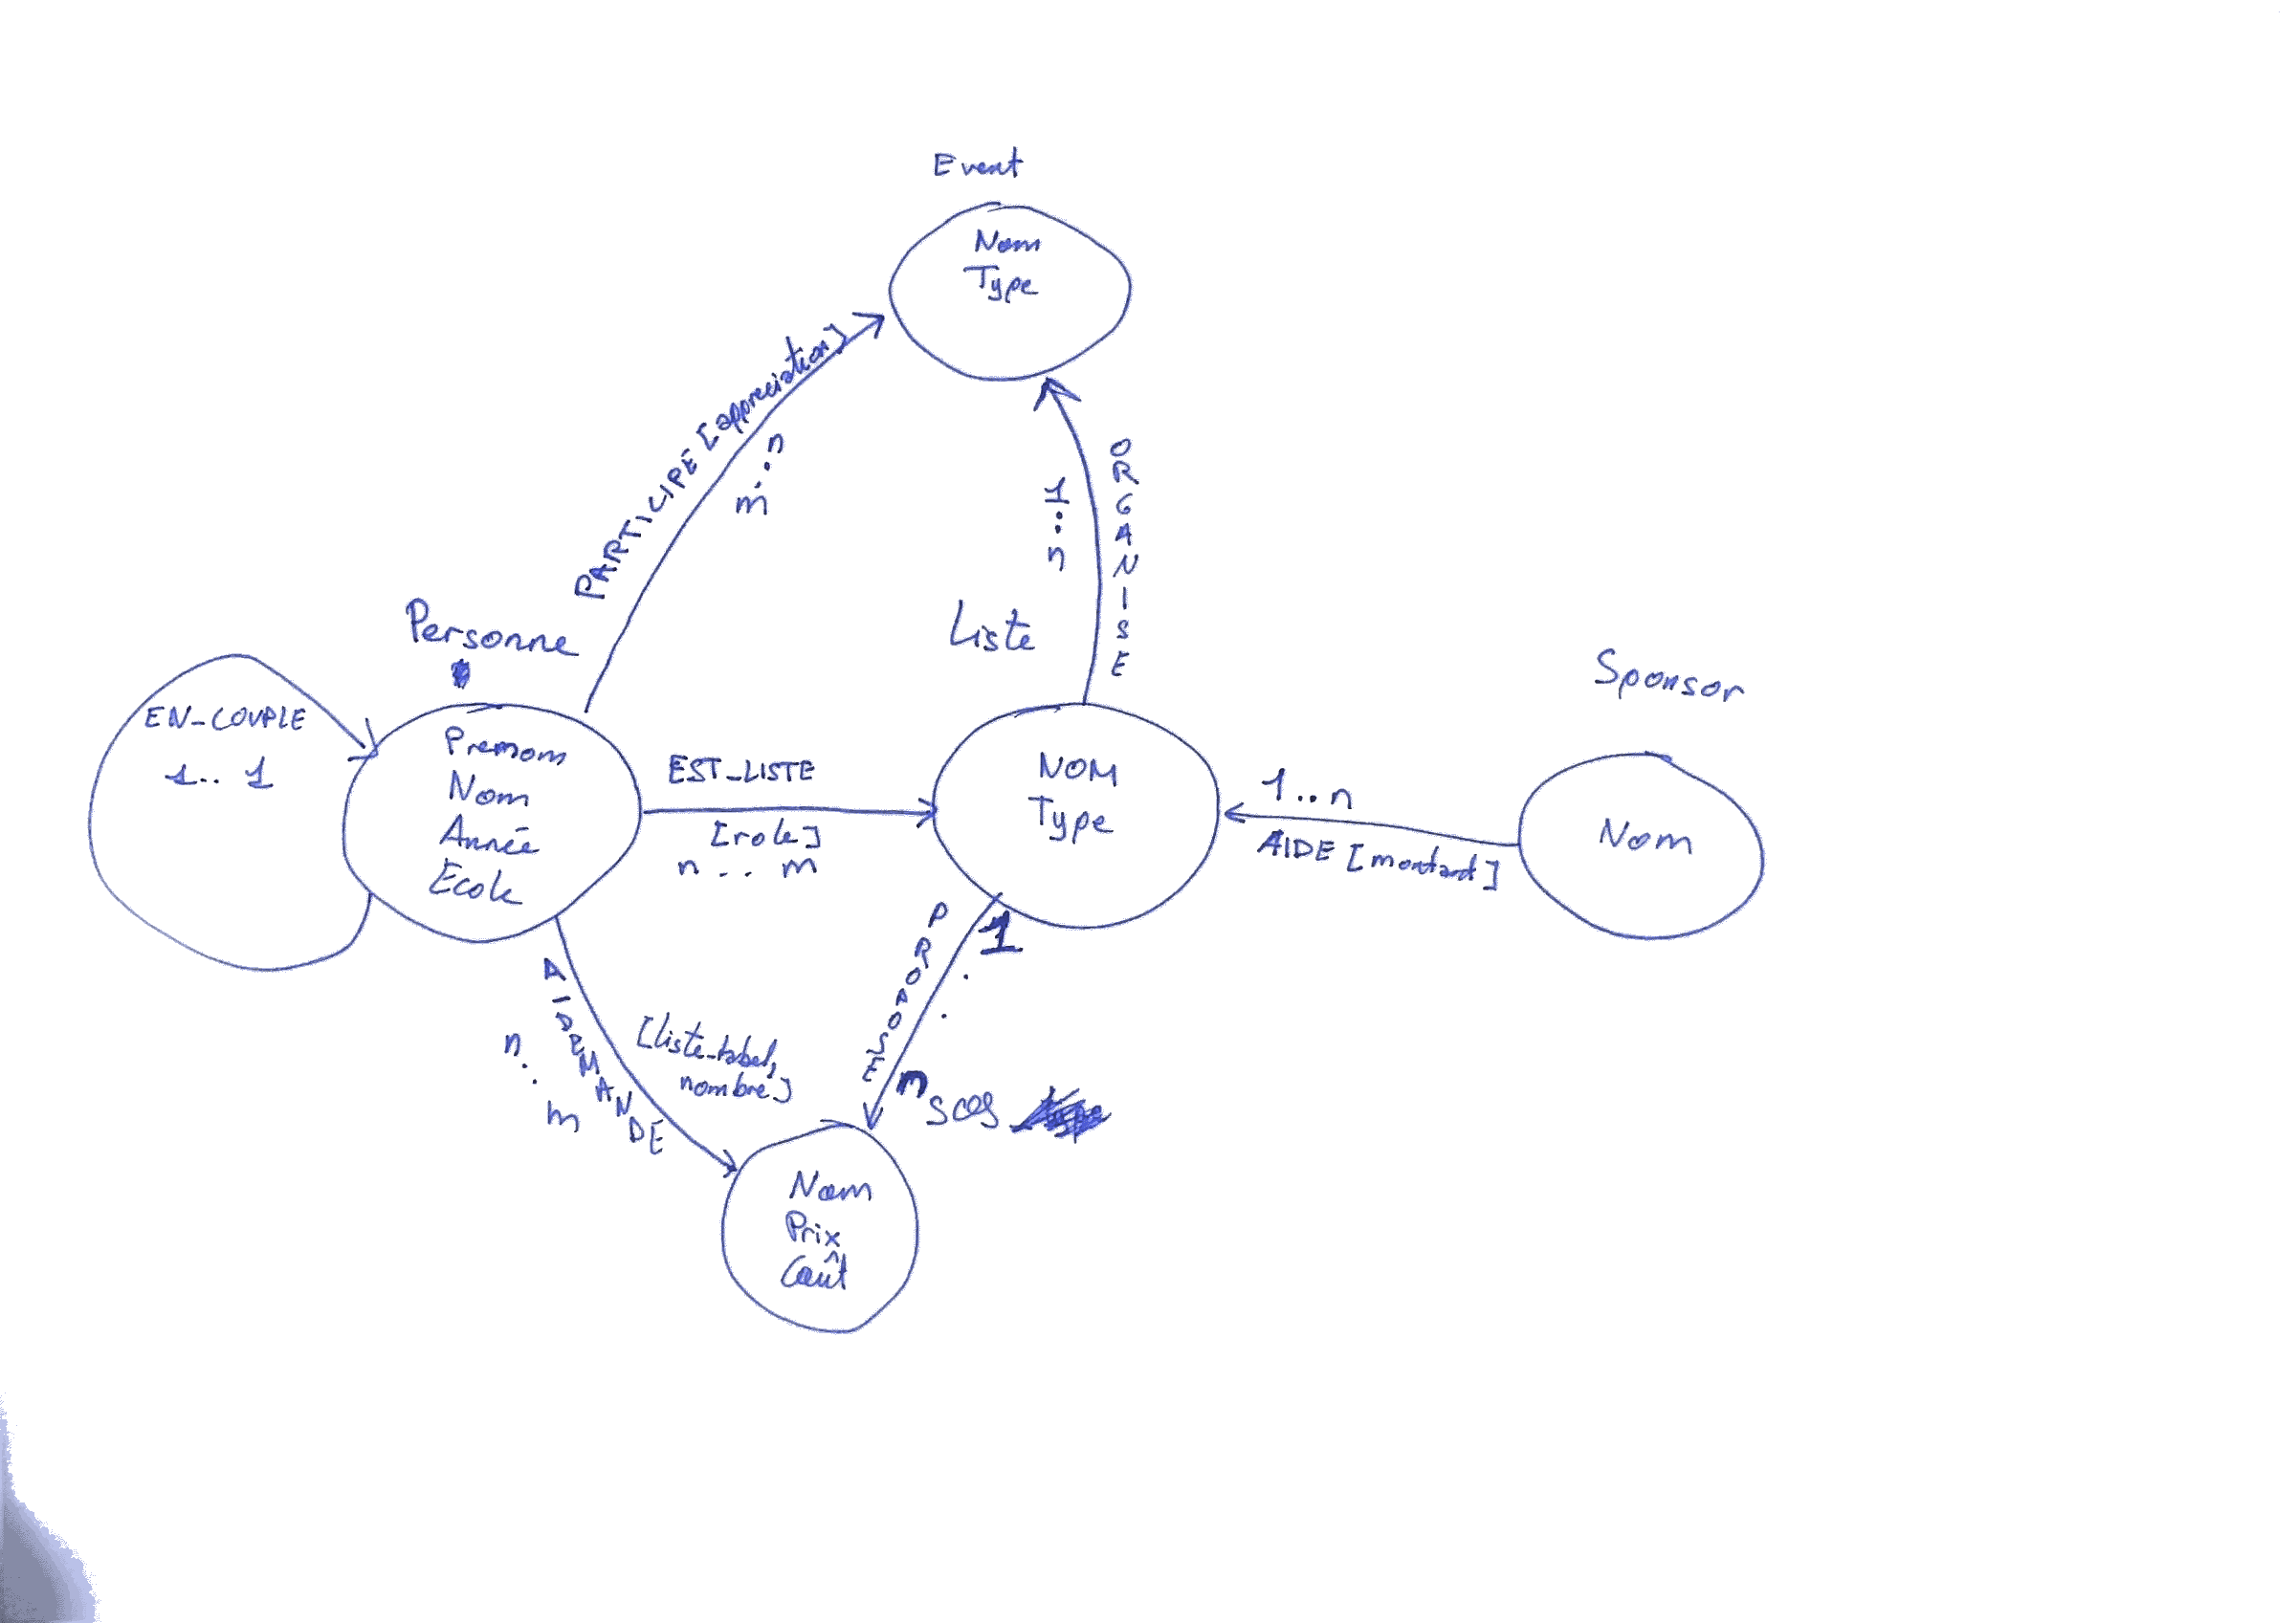 Event
Nom
Type
PARTICIPE [appreciation]
m..n
1..n
ORGANISE
Personne
Liste
Sponsor
EN_COUPLE
1.. 1
Prenom
Nom
Année
Ecole
EST_LISTE
[role]
n .. m
NOM
Type
1..n
AIDE [montant]
Nom
A DEMANDE
n..m
[liste_label,
nombre]
PROPOSE
1..n
SOS
Nom
Prix
Coût